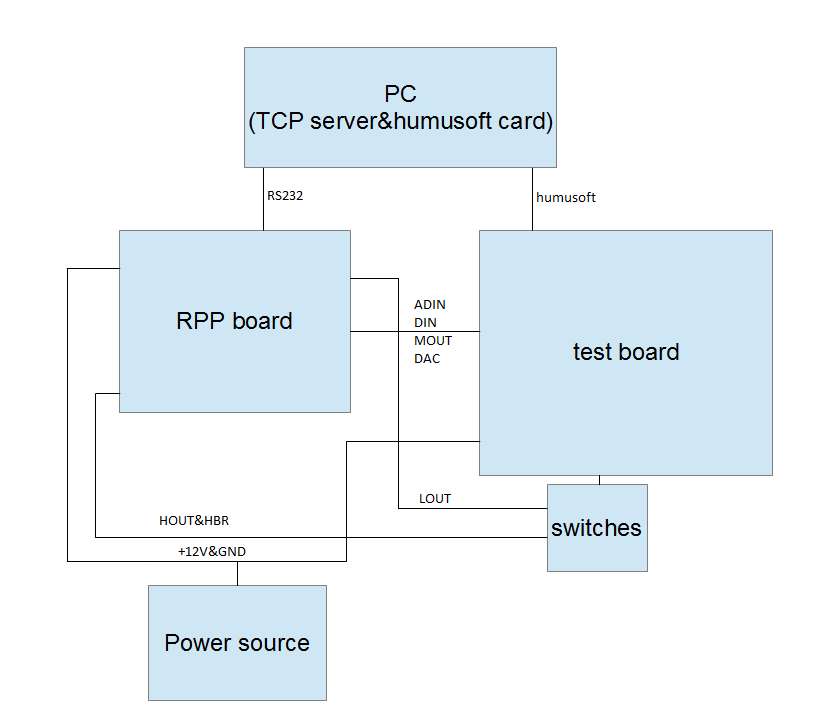 PC
(TCP server&humusoft card)
RS232
humusoft
RPP board
ADIN
DIN
MOUT
DAC
test board
LOUT
HOUT&HBR
switches
+12V&GND
Power source